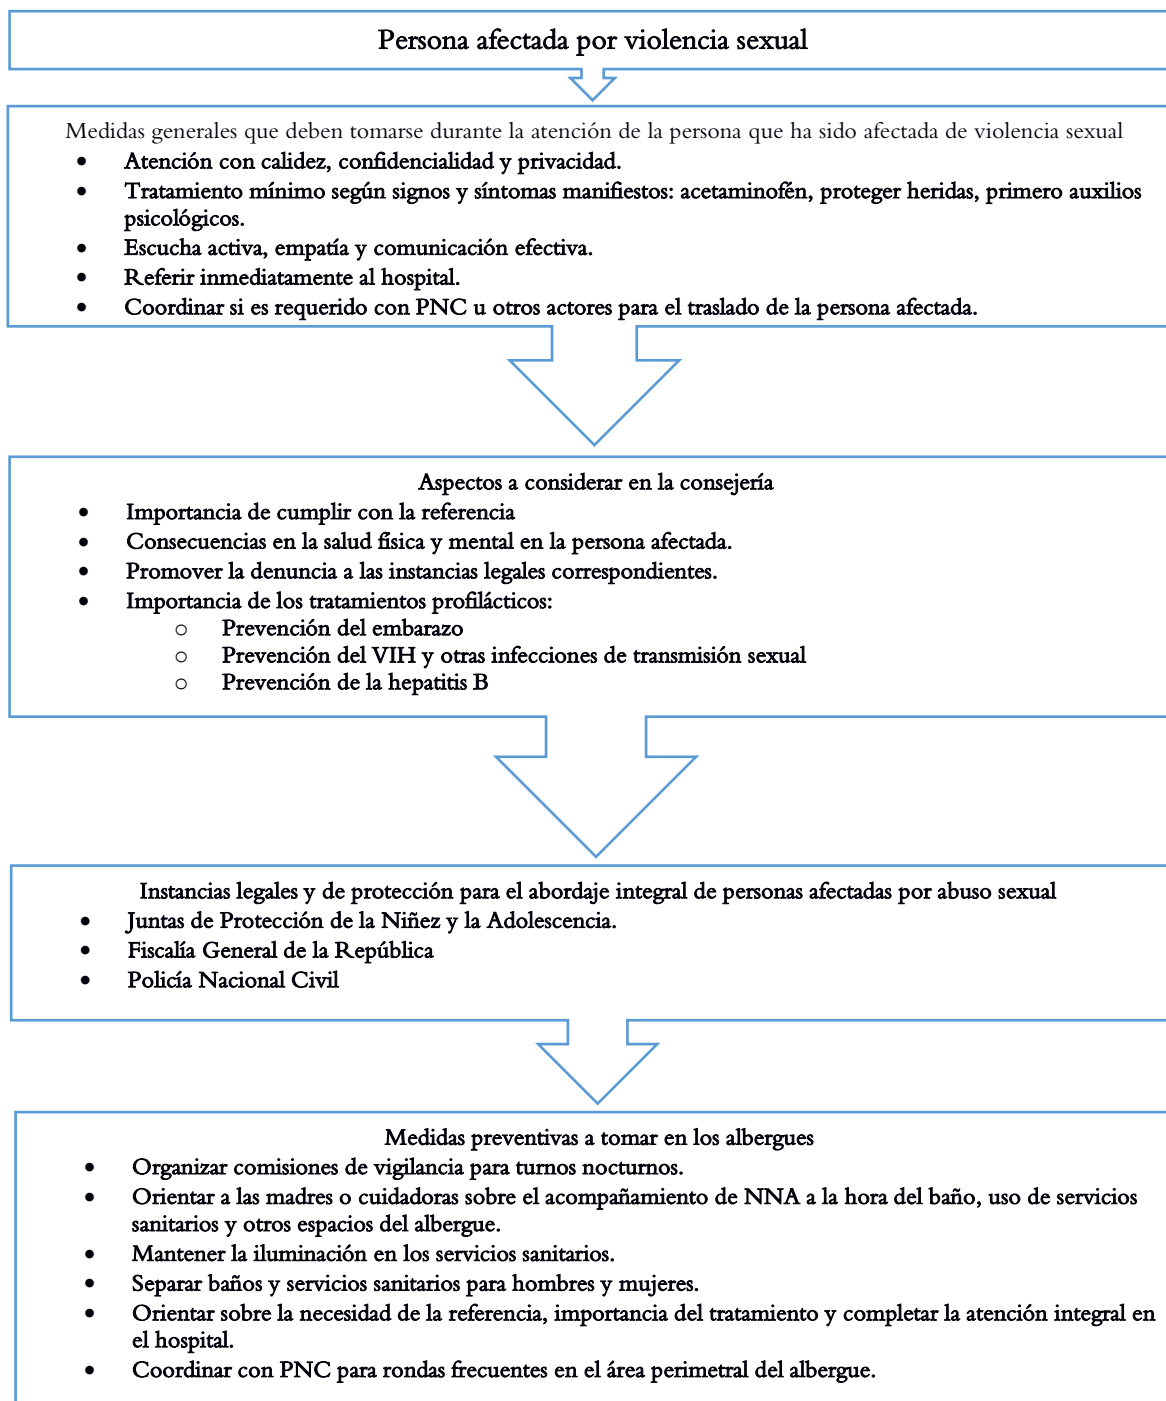 Persona afectada por violencia sexual
Medidas generales que deben tomarse durante la atención de la persona que ha sido afectada de violencia sexual
• Atención con calidez, confidencialidad y privacidad.
• Tratamiento mínimo según signos y síntomas manifiestos: acetaminofén, proteger heridas, primero auxilios
psicológicos.
• Escucha activa, empatía y comunicación efectiva.
• Referir inmediatamente al hospital.
• Coordinar si es requerido con PNC u otros actores para el traslado de la persona afectada.
Aspectos a considerar en la consejería
• Importancia de cumplir con la referencia
• Consecuencias en la salud física y mental en la persona afectada.
• Promover la denuncia a las instancias legales correspondientes.
• Importancia de los tratamientos profilácticos:
o Prevención del embarazo
o Prevención del VIH y otras infecciones de transmisión sexual
o Prevención de la hepatitis B
Instancias legales y de protección para el abordaje integral de personas afectadas por abuso sexual
• Juntas de Protección de la Niñez y la Adolescencia.
• Fiscalía General de la República
• Policía Nacional Civil
Medidas preventivas a tomar en los albergues
• Organizar comisiones de vigilancia para turnos nocturnos.
• Orientar a las madres o cuidadoras sobre el acompañamiento de NNA a la hora del baño, uso de servicios
sanitarios y otros espacios del albergue.
• Mantener la iluminación en los servicios sanitarios.
• Separar baños y servicios sanitarios para hombres y mujeres.
• Orientar sobre la necesidad de la referencia, importancia del tratamiento y completar la atención integral en
el hospital.
• Coordinar con PNC para rondas frecuentes en el área perimetral del albergue.